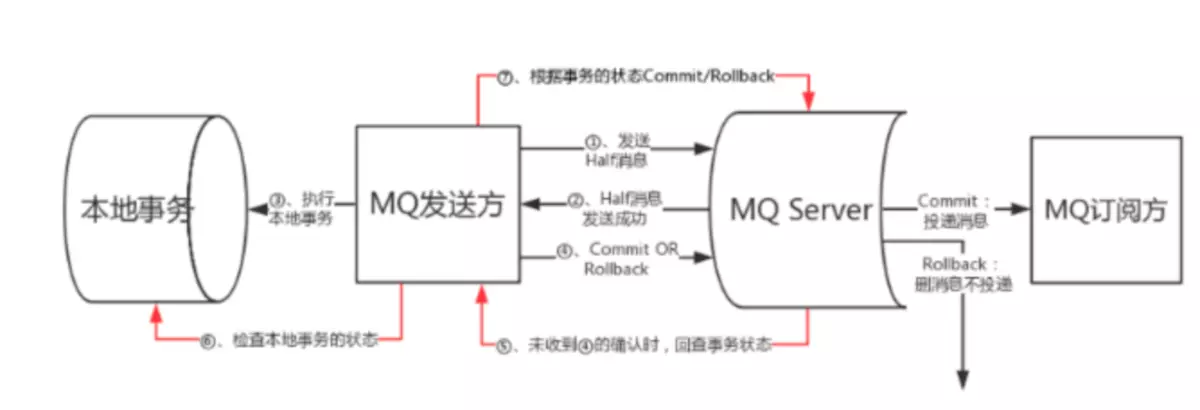 ⑦、根据事务的状态Commit/Rollback
①、发送
Half消息
本地事务
③、执行
本地事务
MQ发送方
②、Half消息
发送成功
MQ Server
Commit：
投递消息
MQ订阅方
④、Commit OR
Rollback
Rollback：
删消息不投递
⑥、检查本地事务的状态
⑤、未收到④的确认时，回查事务状态